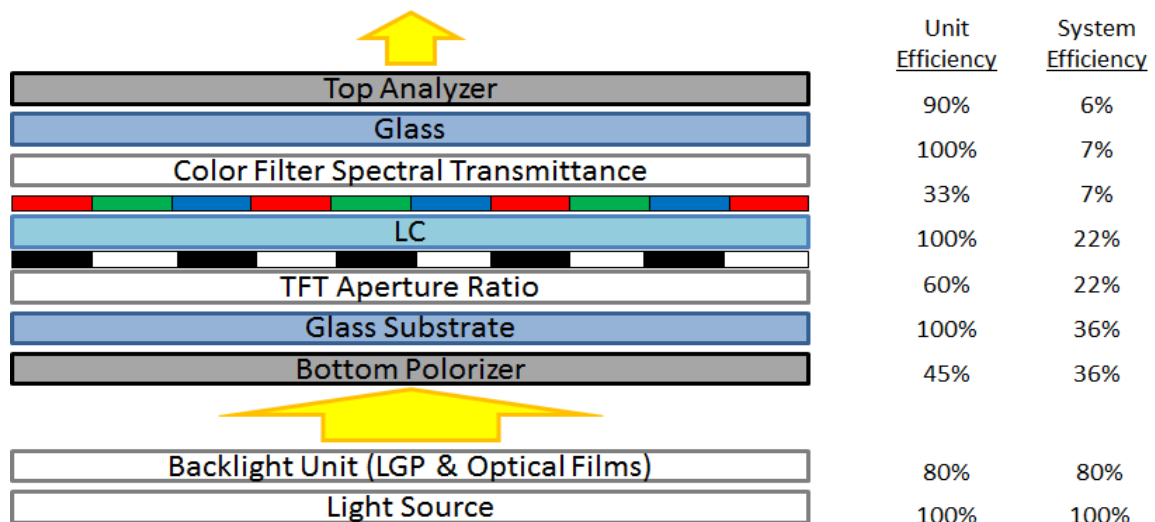 Unit System
Efficiency Efficiency
Top Analyzer 90% 6%
Glass 100% 7%
Color Filter Spectral Transmittance 33% 7%
LC 100% 22%
TFT Aperture Ratio 60% 22%
Glass Substrate 100% 36%
Bottom Polorizer 45% 36%
Backlight Unit (LGP & Optical Films) 80% 80%
Light Source 100% 100%